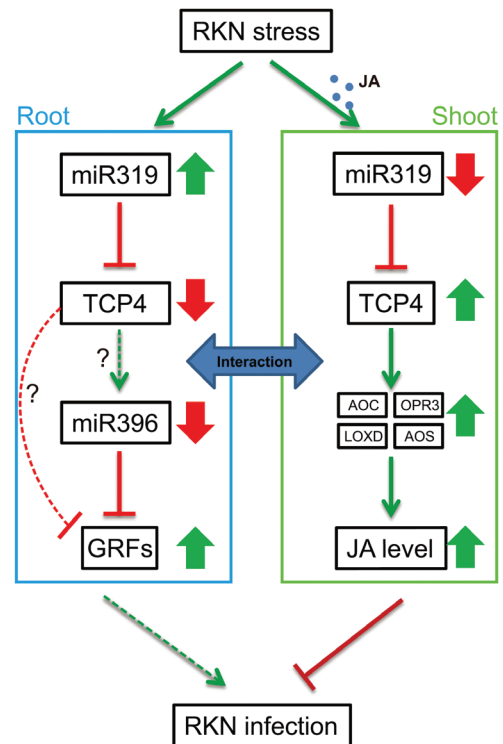 RKN stress
JA
Root
Shoot
miR319
miR319
TCP4
TCP4
?
?
Interaction
AOC
OPR3
LOXD
AOS
miR396
GRFs
JA level
RKN infection